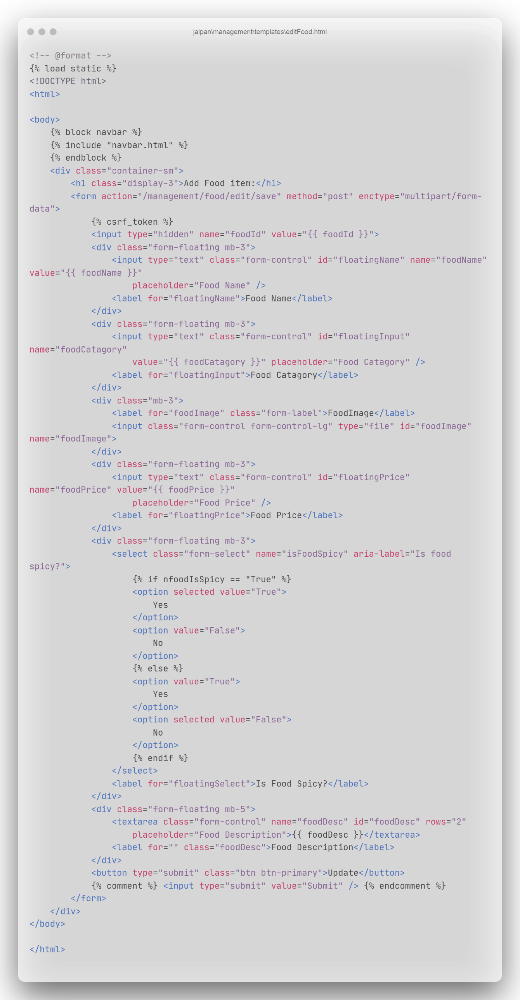 jalpan\management\templates\editFood.html
<!-- @format -->
{% load static %}
<!DOCTYPE html>
<html>
<body>
{% block navbar %}
{% include "navbar.html" %}
{% endblock %}
<div class="container-sm">
<h1 class="display-3">Add Food item:</h1>
<form action="/management/food/edit/save" method="post" enctype="multipart/form-
data">
{% csrf_token %}
<input type="hidden" name="foodId" value="{{ foodId }}">
<div class="form-floating mb-3">
<input type="text" class="form-control" id="floatingName" name="foodName"
value="{{ foodName }}"
placeholder="Food Name" />
<label for="floatingName">Food Name</label>
</div>
<div class="form-floating mb-3">
<input type="text" class="form-control" id="floatingInput"
name="foodCatagory"
value="{{ foodCatagory }}" placeholder="Food Catagory" />
<label for="floatingInput">Food Catagory</label>
</div>
<div class="mb-3">
<label for="foodImage" class="form-label">FoodImage</label>
<input class="form-control form-control-lg" type="file" id="foodImage"
name="foodImage">
</div>
<div class="form-floating mb-3">
<input type="text" class="form-control" id="floatingPrice"
name="foodPrice" value="{{ foodPrice }}"
placeholder="Food Price" />
<label for="floatingPrice">Food Price</label>
</div>
<div class="form-floating mb-3">
<select class="form-select" name="isFoodSpicy" aria-label="Is food
spicy?">
{% if nfoodIsSpicy == "True" %}
<option selected value="True">
Yes
</option>
<option value="False">
No
</option>
{% else %}
<option value="True">
Yes
</option>
<option selected value="False">
No
</option>
{% endif %}
</select>
<label for="floatingSelect">Is Food Spicy?</label>
</div>
<div class="form-floating mb-5">
<textarea class="form-control" name="foodDesc" id="foodDesc" rows="2"
placeholder="Food Description">{{ foodDesc }}</textarea>
<label for="" class="foodDesc">Food Description</label>
</div>
<button type="submit" class="btn btn-primary">Update</button>
{% comment %} <input type="submit" value="Submit" /> {% endcomment %}
</form>
</div>
</body>
</html>